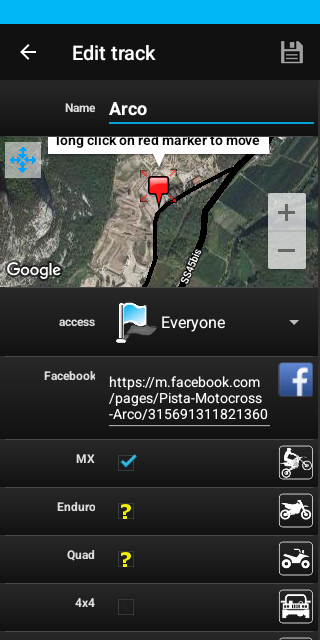 Edit track
Name
Arco
long click on red marker to move
SS45bis
Google
access
Everyone
Facebook
https://m.facebook.com
/pages/Pista-Motocross
-Arco/315691311821360
MX
Enduro
?
Quad
?
4x4